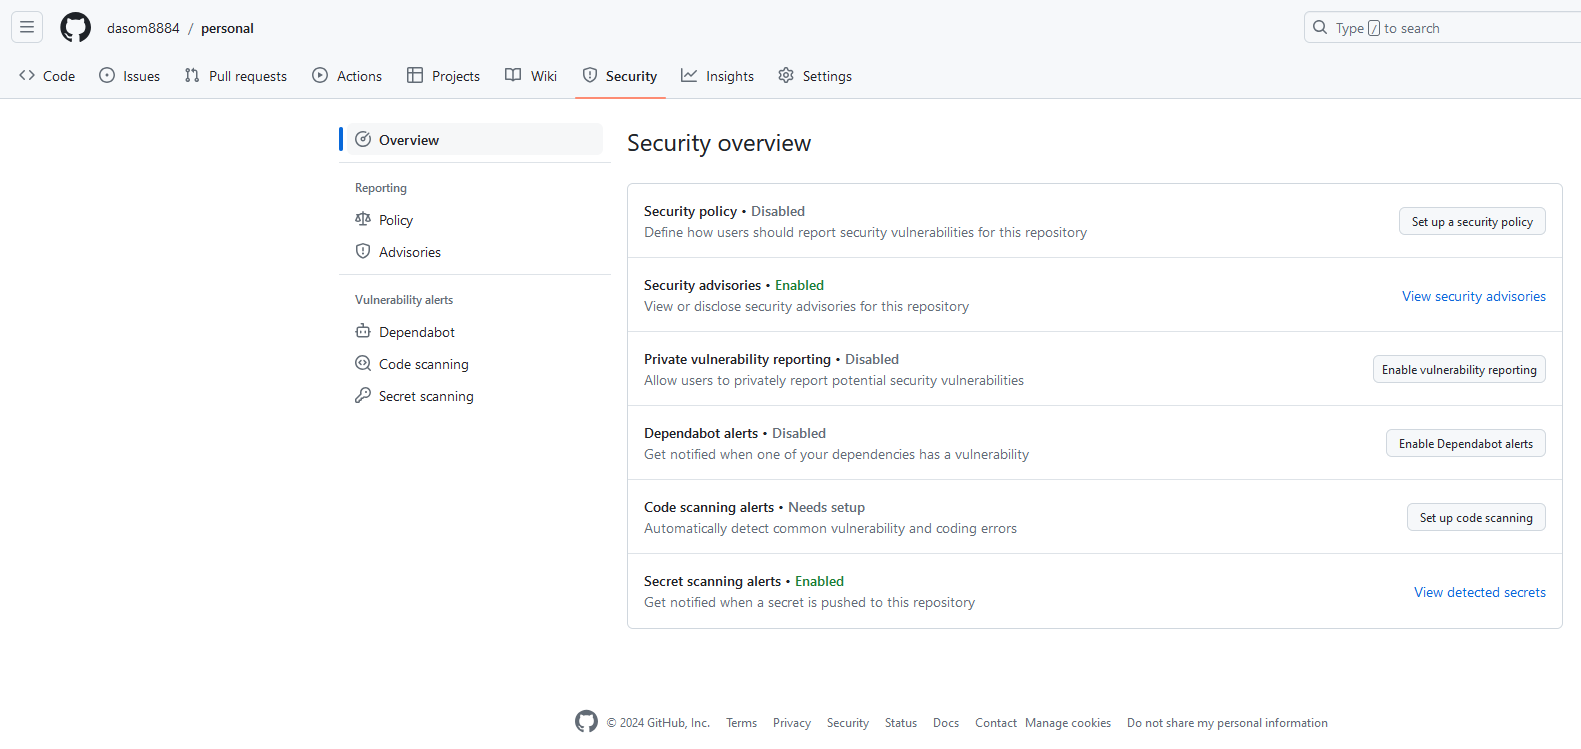 dasom8884 / personal
Type / to search
Code Issues Pull requests Actions Projects Wiki Security Insights Settings
Overview
Reporting
Policy
Advisories
Vulnerability alerts
Dependabot
Code scanning
Secret scanning
Security overview
Security policy • Disabled
Define how users should report security vulnerabilities for this repository
Set up a security policy
Security advisories • Enabled
View or disclose security advisories for this repository
View security advisories
Private vulnerability reporting • Disabled
Allow users to privately report potential security vulnerabilities
Enable vulnerability reporting
Dependabot alerts • Disabled
Get notified when one of your dependencies has a vulnerability
Enable Dependabot alerts
Code scanning alerts • Needs setup
Automatically detect common vulnerability and coding errors
Set up code scanning
Secret scanning alerts • Enabled
Get notified when a secret is pushed to this repository
View detected secrets
© 2024 GitHub, Inc. Terms Privacy Security Status Docs Contact Manage cookies Do not share my personal information